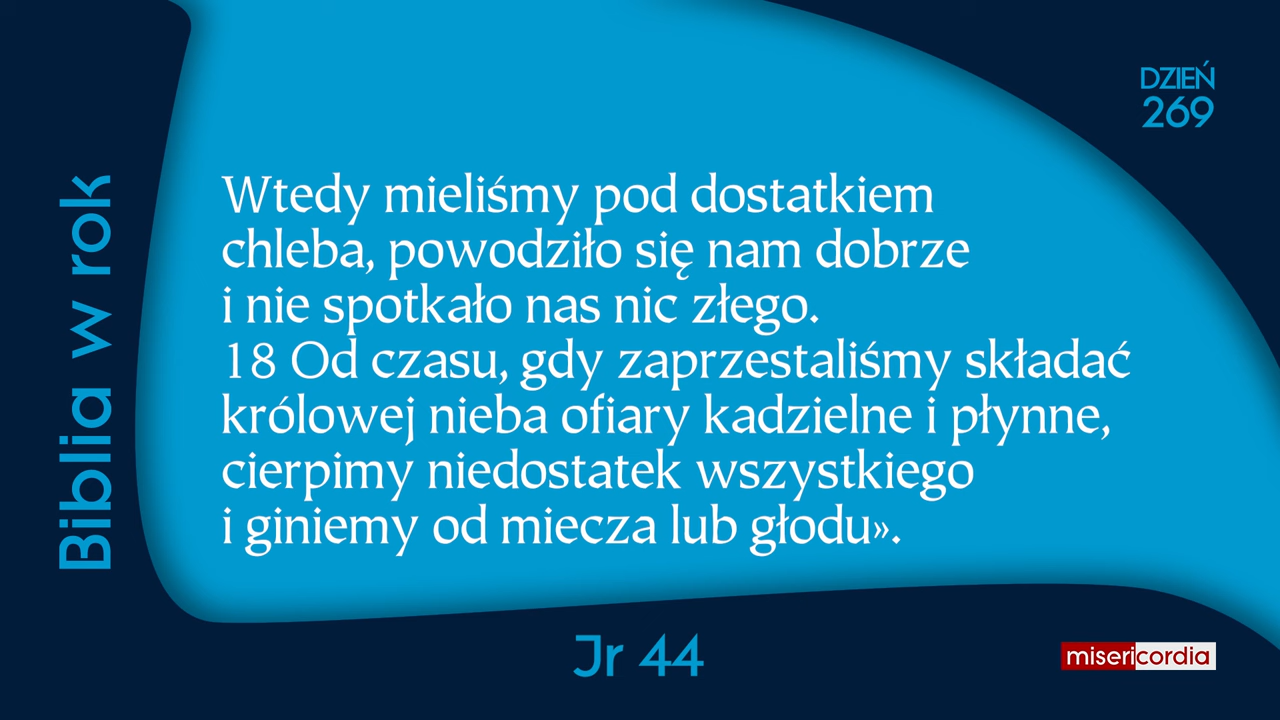 DZIEŃ
269
Biblia w rok
Wtedy mieliśmy pod dostatkiem
chleba, powodziło się nam dobrze
i nie spotkało nas nic złego.
18 Od czasu, gdy zaprzestaliśmy składać
królowej nieba ofiary kadzielne i płynne,
cierpimy niedostatek wszystkiego
i giniemy od miecza lub głodu».
Jr 44
misericordia